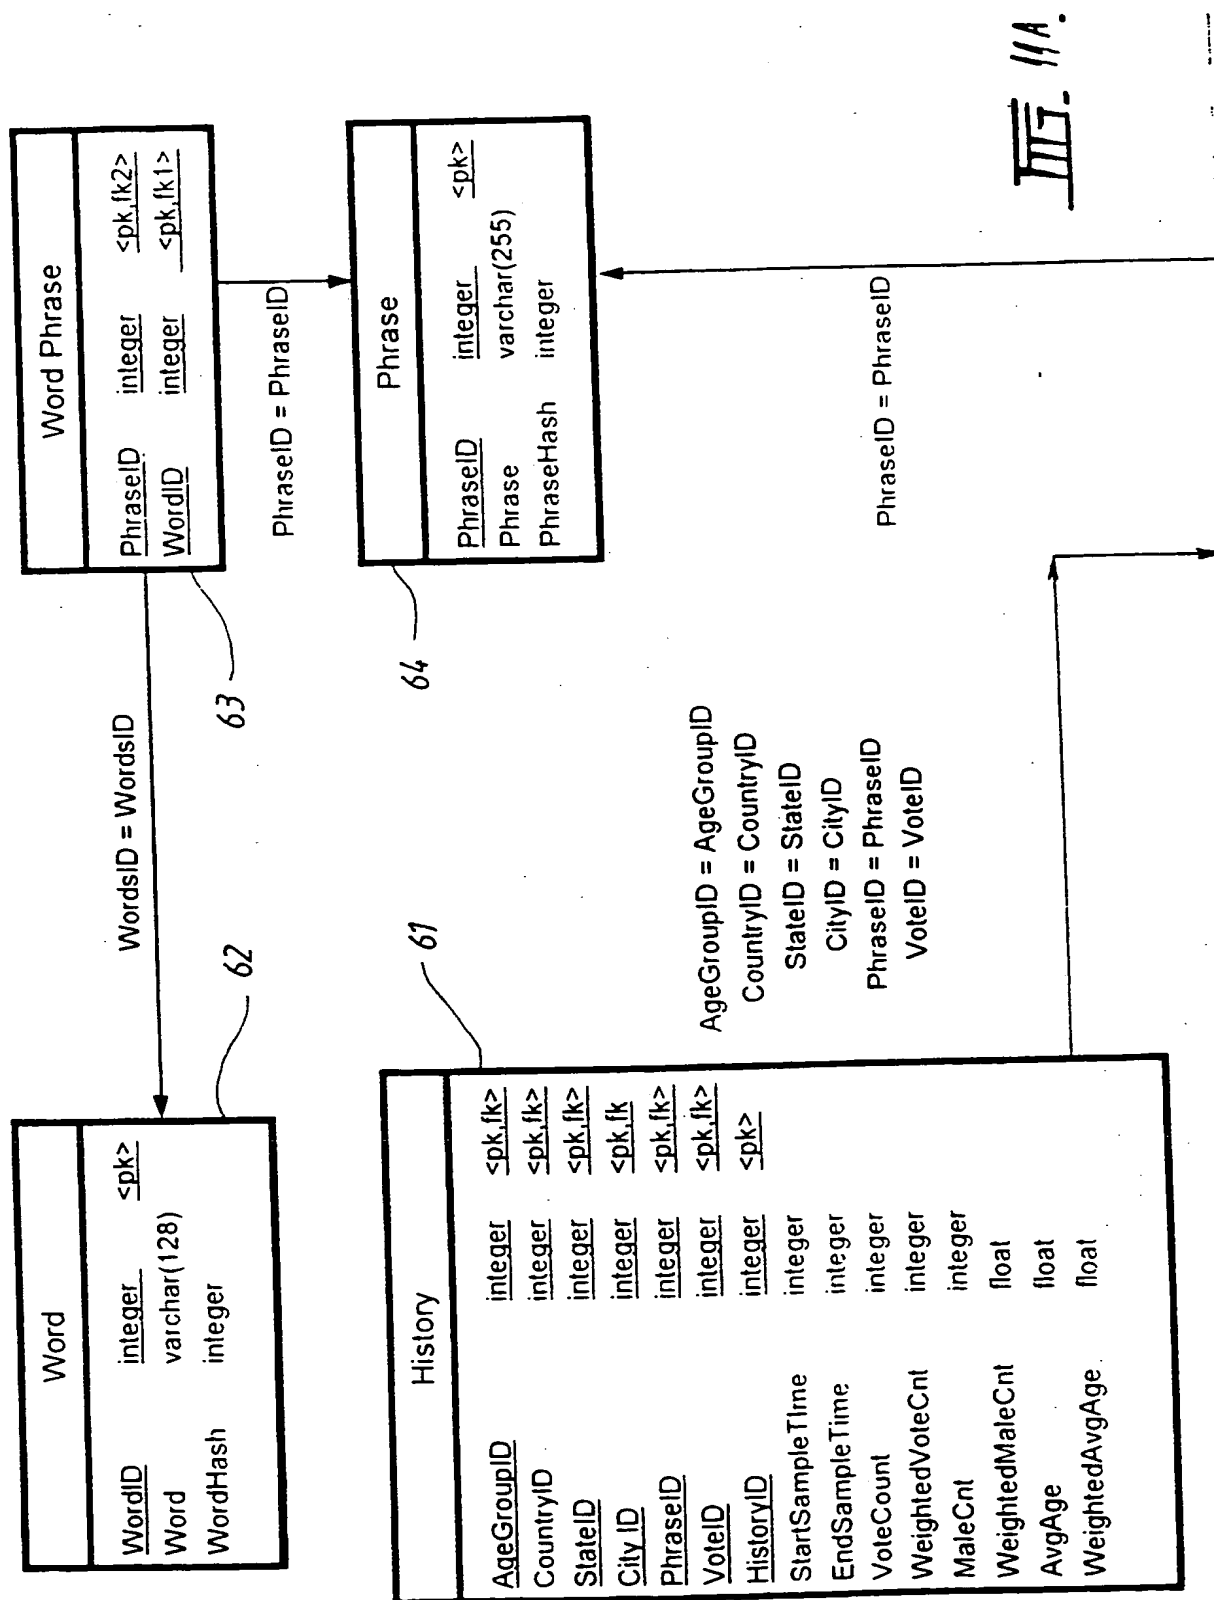 Word
WordID integer <pk>
Word varchar(128)
WordHash integer
62
WordsID = WordsID
Word Phrase
PhraseID integer <pk,fk2>
WordID integer <pk,fk1>
63
PhraseID = PhraseID
Phrase
PhraseID integer <pk>
Phrase varchar(255)
PhraseHash integer
64
History
AgeGroupID integer <pk,fk>
CountryID integer <pk,fk>
StateID integer <pk,fk>
City ID integer <pk,fk
PhraseID integer <pk,fk>
VoteID integer <pk,fk>
HistoryID integer <pk>
StartSampleTime integer
EndSampleTime integer
VoteCount integer
WeightedVoteCnt integer
MaleCnt integer
WeightedMaleCnt float
AvgAge float
WeightedAvgAge float
61
AgeGroupID = AgeGroupID
CountryID = CountryID
StateID = StateID
CityID = CityID
PhraseID = PhraseID
VoteID = VoteID
PhraseID = PhraseID
FIG. 11A.